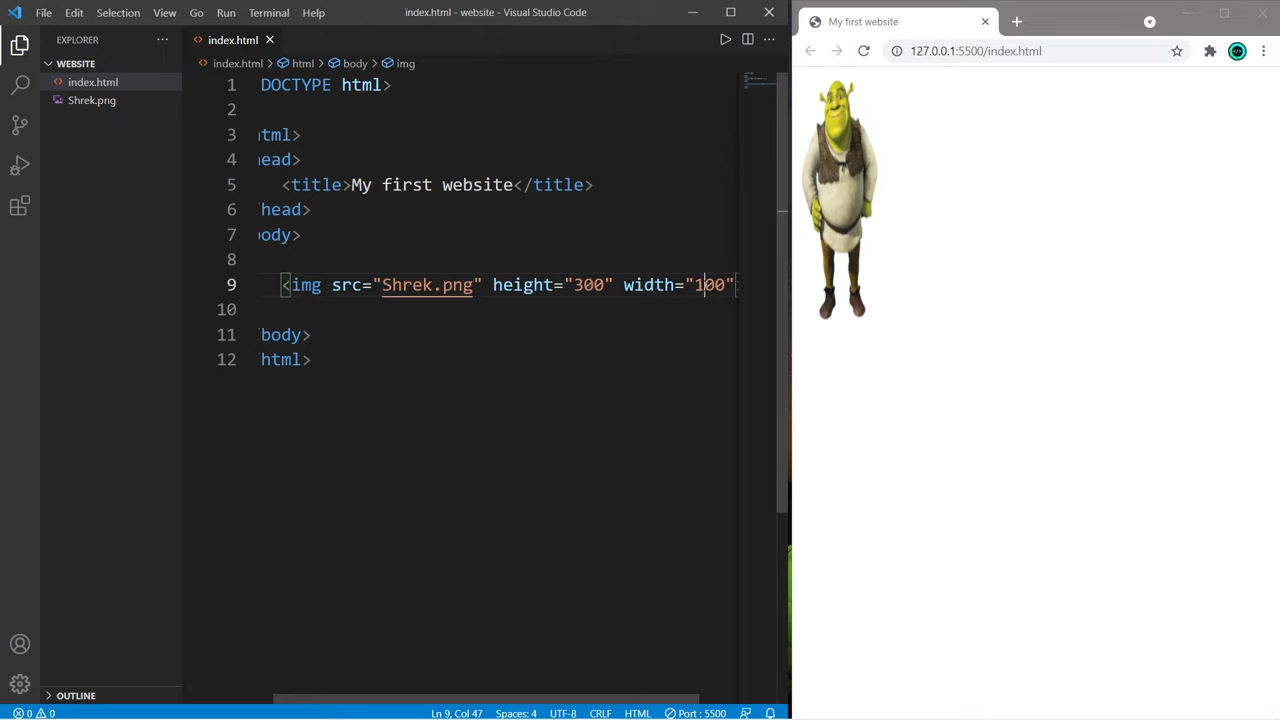 File Edit Selection View Go Run Terminal Help index.html - website - Visual Studio Code
My first website
EXPLORER
index.html
127.0.0.1:5500/index.html
WEBSITE
index.html > html > body > img
index.html
Shrek.png
1 DOCTYPE html>
2
3 tml>
4 ead>
5 <title>My first website</title>
6 /head>
7 ody>
8
9 <img src="Shrek.png" height="300" width="100"
10
11 /body>
12 /html>
OUTLINE
0 0 Ln 9, Col 47 Spaces: 4 UTF-8 CRLF HTML Port : 5500